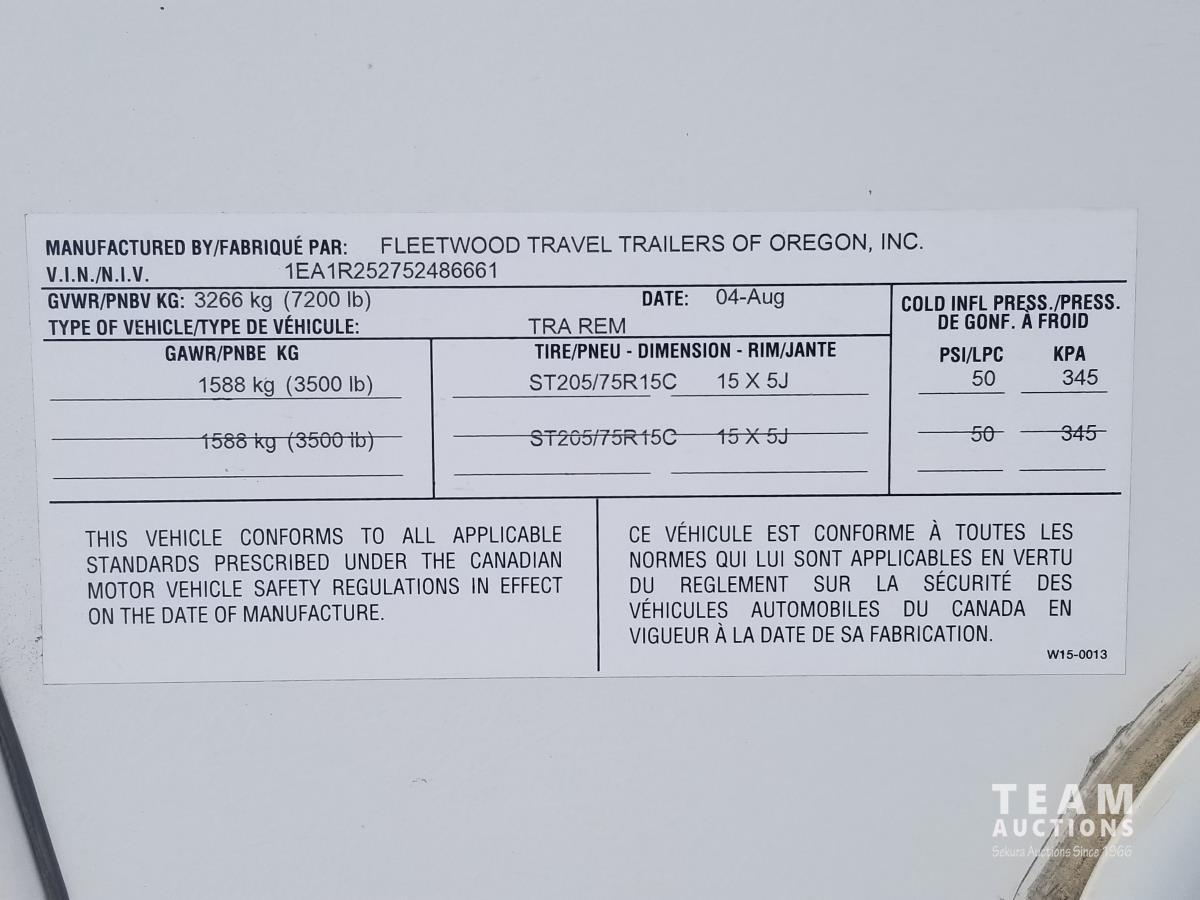 MANUFACTURED BY/FABRIQUÉ PAR: FLEETWOOD TRAVEL TRAILERS OF OREGON, INC.
V.I.N./N.I.V. 1EA1R252752486661
GVWR/PNBV KG: 3266 kg (7200 lb) DATE: 04-Aug
TYPE OF VEHICLE/TYPE DE VÉHICULE: TRA REM
COLD INFL PRESS./PRESS.
DE GONF. À FROID
GAWR/PNBE KG TIRE/PNEU - DIMENSION - RIM/JANTE PSI/LPC KPA
1588 kg (3500 lb) ST205/75R15C 15 X 5J 50 345
1588 kg (3500 lb) ST205/75R15C 15 X 5J 50 345
THIS VEHICLE CONFORMS TO ALL APPLICABLE
STANDARDS PRESCRIBED UNDER THE CANADIAN
MOTOR VEHICLE SAFETY REGULATIONS IN EFFECT
ON THE DATE OF MANUFACTURE.
CE VÉHICULE EST CONFORME À TOUTES LES
NORMES QUI LUI SONT APPLICABLES EN VERTU
DU REGLEMENT SUR LA SÉCURITÉ DES
VÉHICULES AUTOMOBILES DU CANADA EN
VIGUEUR À LA DATE DE SA FABRICATION.
W15-0013
TEAM
AUCTIONS
Sekura Auctions Since 1966